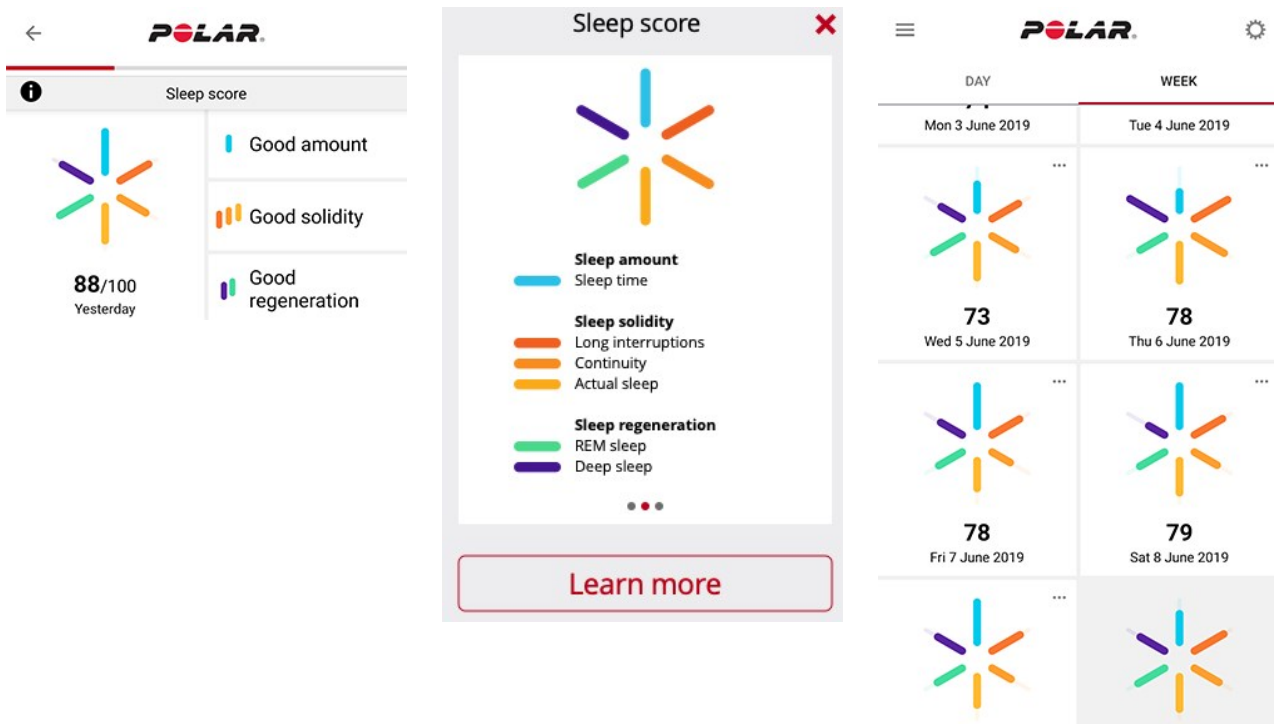 POLAR
Sleep score
Good amount
Good solidity
Good
regeneration
88/100
Yesterday
Sleep score
Sleep amount
Sleep time
Sleep solidity
Long interruptions
Continuity
Actual sleep
Sleep regeneration
REM sleep
Deep sleep
Learn more
POLAR
DAY
WEEK
Mon 3 June 2019
Tue 4 June 2019
73
Wed 5 June 2019
78
Thu 6 June 2019
78
Fri 7 June 2019
79
Sat 8 June 2019